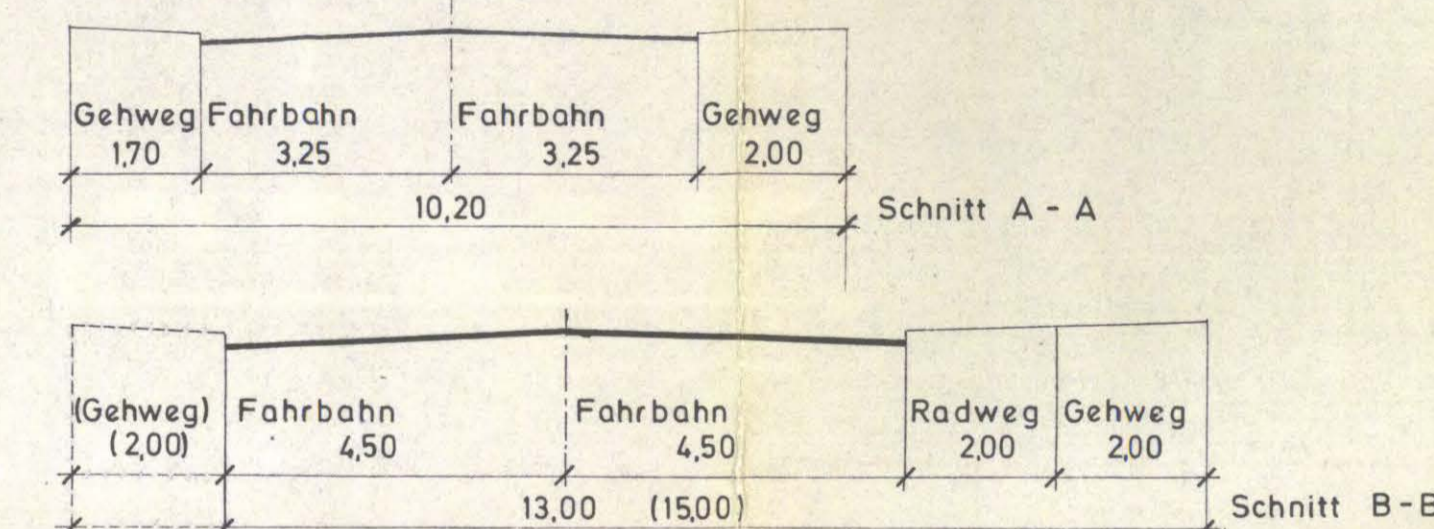 Gehweg Fahrbahn Fahrbahn Gehweg
1,70 3,25 3,25 2,00
10,20
Schnitt A - A
(Gehweg) Fahrbahn Fahrbahn Radweg Gehweg
(2,00) 4,50 4,50 2,00 2,00
13,00 (15,00)
Schnitt B - B